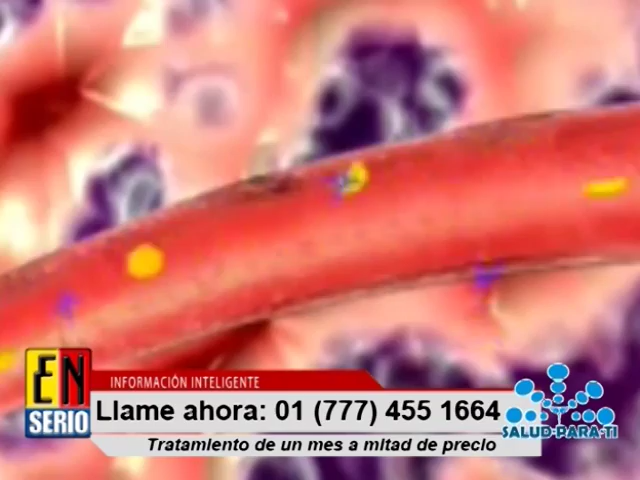 EN
SERIO
INFORMACIÓN INTELIGENTE
Llame ahora: 01 (777) 455 1664
Tratamiento de un mes a mitad de precio
SALUD-PARA-TI